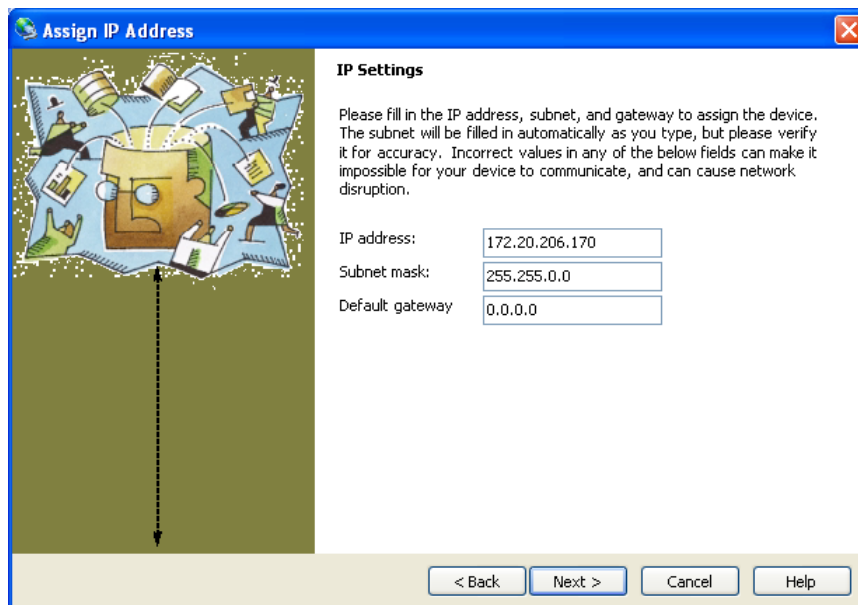 Assign IP Address
IP Settings
Please fill in the IP address, subnet, and gateway to assign the device.
The subnet will be filled in automatically as you type, but please verify
it for accuracy. Incorrect values in any of the below fields can make it
impossible for your device to communicate, and can cause network
disruption.
IP address: 172.20.206.170
Subnet mask: 255.255.0.0
Default gateway 0.0.0.0
< Back Next > Cancel Help